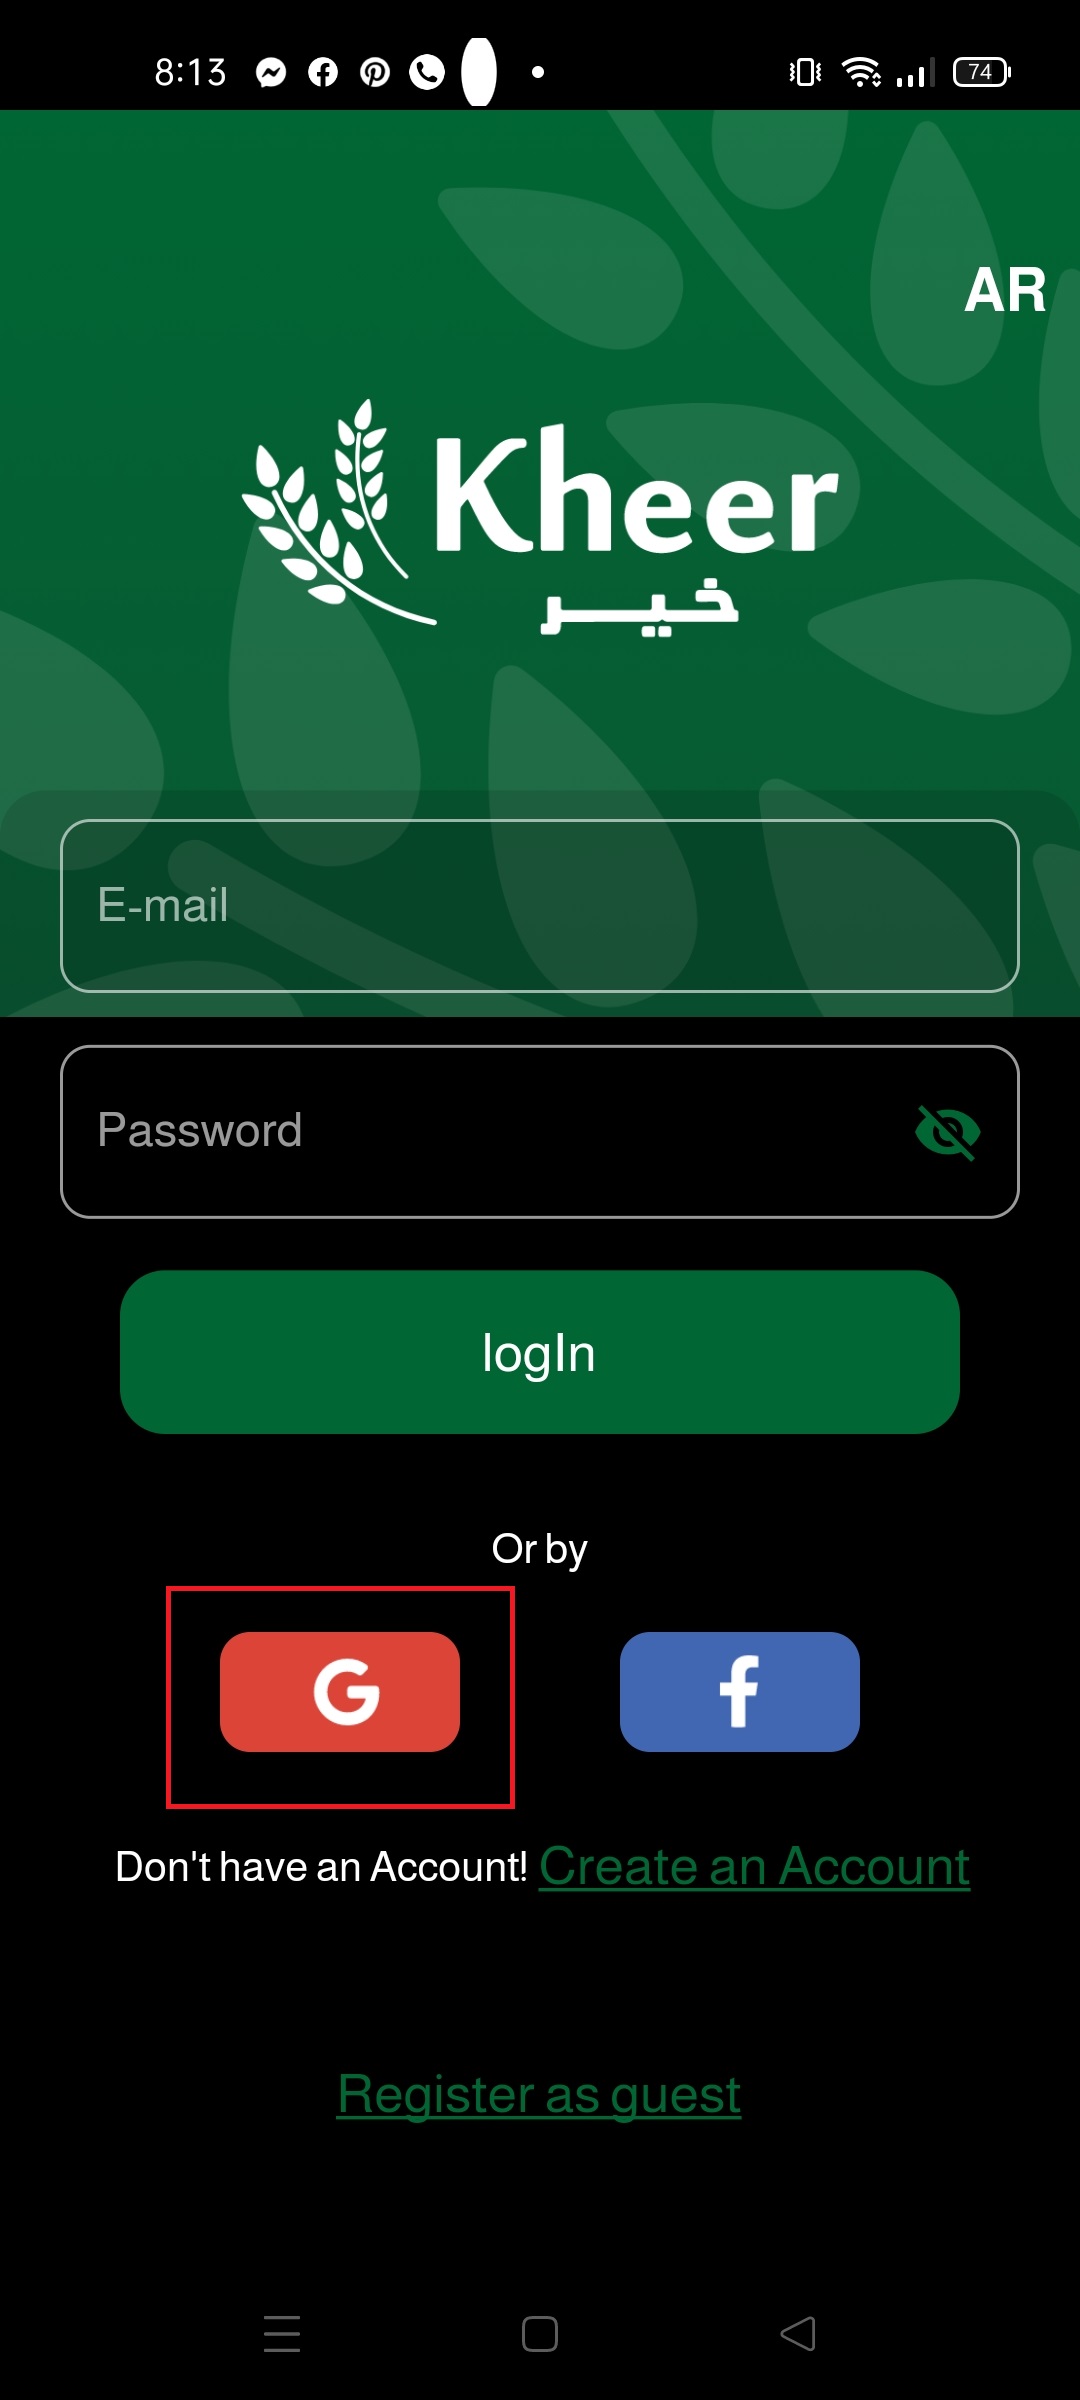 8:13
74
AR
Kheer
خير
E-mail
Password
logIn
Or by
G
f
Don't have an Account! Create an Account
Register as guest